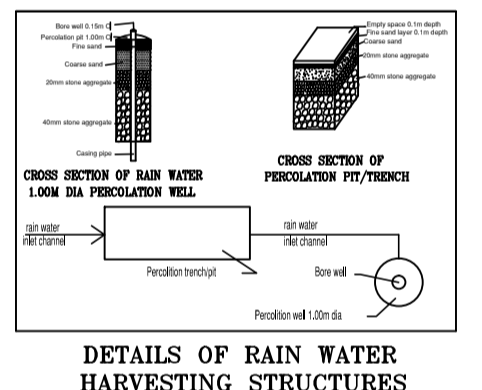 Bore well 0.15m
Percolation pit 1.00m
Fine sand
Coarse sand
20mm stone aggregate
40mm stone aggregate
Casing pipe
CROSS SECTION OF RAIN WATER
1.00M DIA PERCOLATION WELL
Empty space 0.1m depth
Fine sand layer 0.1m depth
Coarse sand
20mm stone aggregate
40mm stone aggregate
CROSS SECTION OF
PERCOLATION PIT/TRENCH
rain water
inlet channel
Percolition trench/pit
rain water
inlet channel
Bore well
Percolition wel 1.00m dia
DETAILS OF RAIN WATER
HARVESTING STRUCTURES